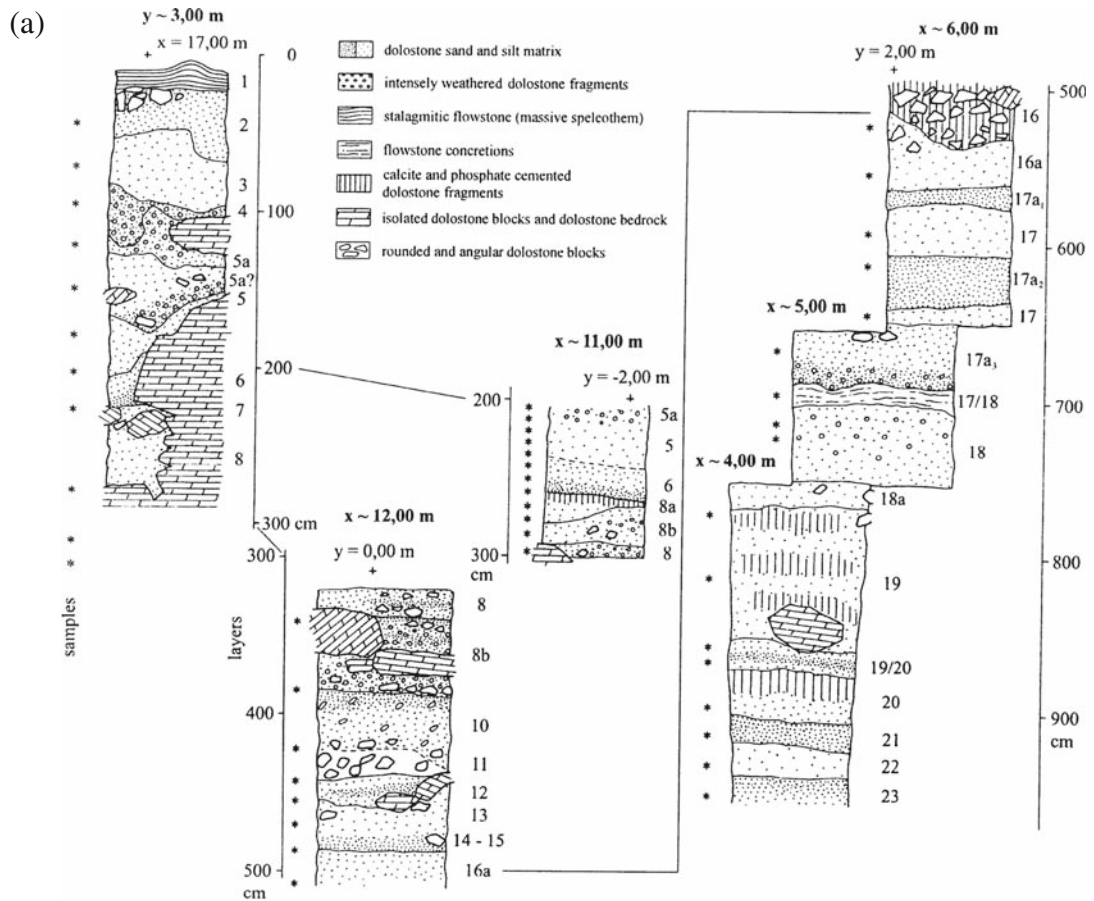 (a)
y ~ 3,00 m
x = 17,00 m
+
0
1
2
3
4
100
5a
5a?
5
200
6
7
8
300 cm
samples
dolostone sand and silt matrix
intensely weathered dolostone fragments
stalagmitic flowstone (massive speleothem)
flowstone concretions
calcite and phosphate cemented
dolostone fragments
isolated dolostone blocks and dolostone bedrock
rounded and angular dolostone blocks
x ~ 11,00 m
y = -2,00 m
+
200
5a
5
6
8a
8b
8
300
cm
x ~ 12,00 m
y = 0,00 m
+
300
layers
8
8b
400
10
11
12
13
14 - 15
16a
500
cm
x ~ 6,00 m
y = 2,00 m
+
500
16
16a
17a₁
600
17
17a₂
17
x ~ 5,00 m
17a₃
17/18
700
18
x ~ 4,00 m
18a
800
19
19/20
20
900
cm
21
22
23